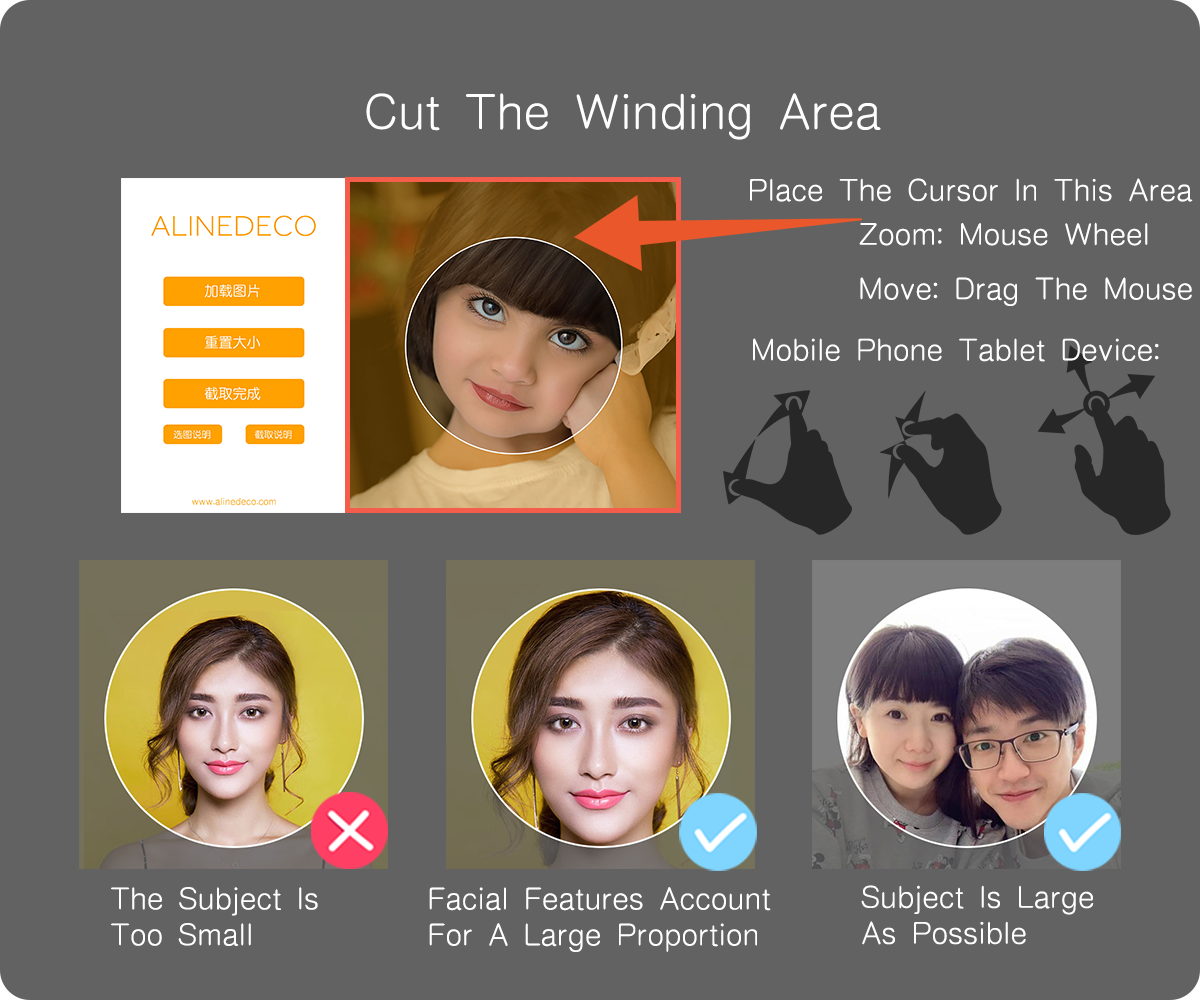 Cut The Winding Area
ALINEDECO
加载图片
重置大小
截取完成
选图说明
截取说明
www.alinedeco.com
Place The Cursor In This Area
Zoom: Mouse Wheel
Move: Drag The Mouse
Mobile Phone Tablet Device:
The Subject Is
Too Small
Facial Features Account
For A Large Proportion
Subject Is Large
As Possible